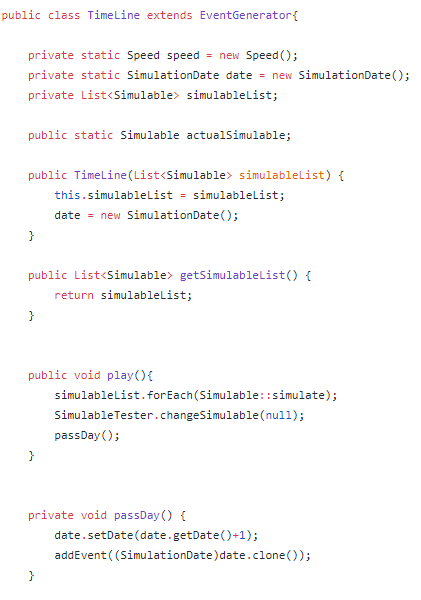 public class TimeLine extends EventGenerator{
private static Speed speed = new Speed();
private static SimulationDate date = new SimulationDate();
private List<Simulable> simulableList;
public static Simulable actualSimulable;
public TimeLine(List<Simulable> simulableList) {
this.simulableList = simulableList;
date = new SimulationDate();
}
public List<Simulable> getSimulableList() {
return simulableList;
}
public void play(){
simulableList.forEach(Simulable::simulate);
SimulableTester.changeSimulable(null);
passDay();
}
private void passDay() {
date.setDate(date.getDate()+1);
addEvent((SimulationDate)date.clone());
}